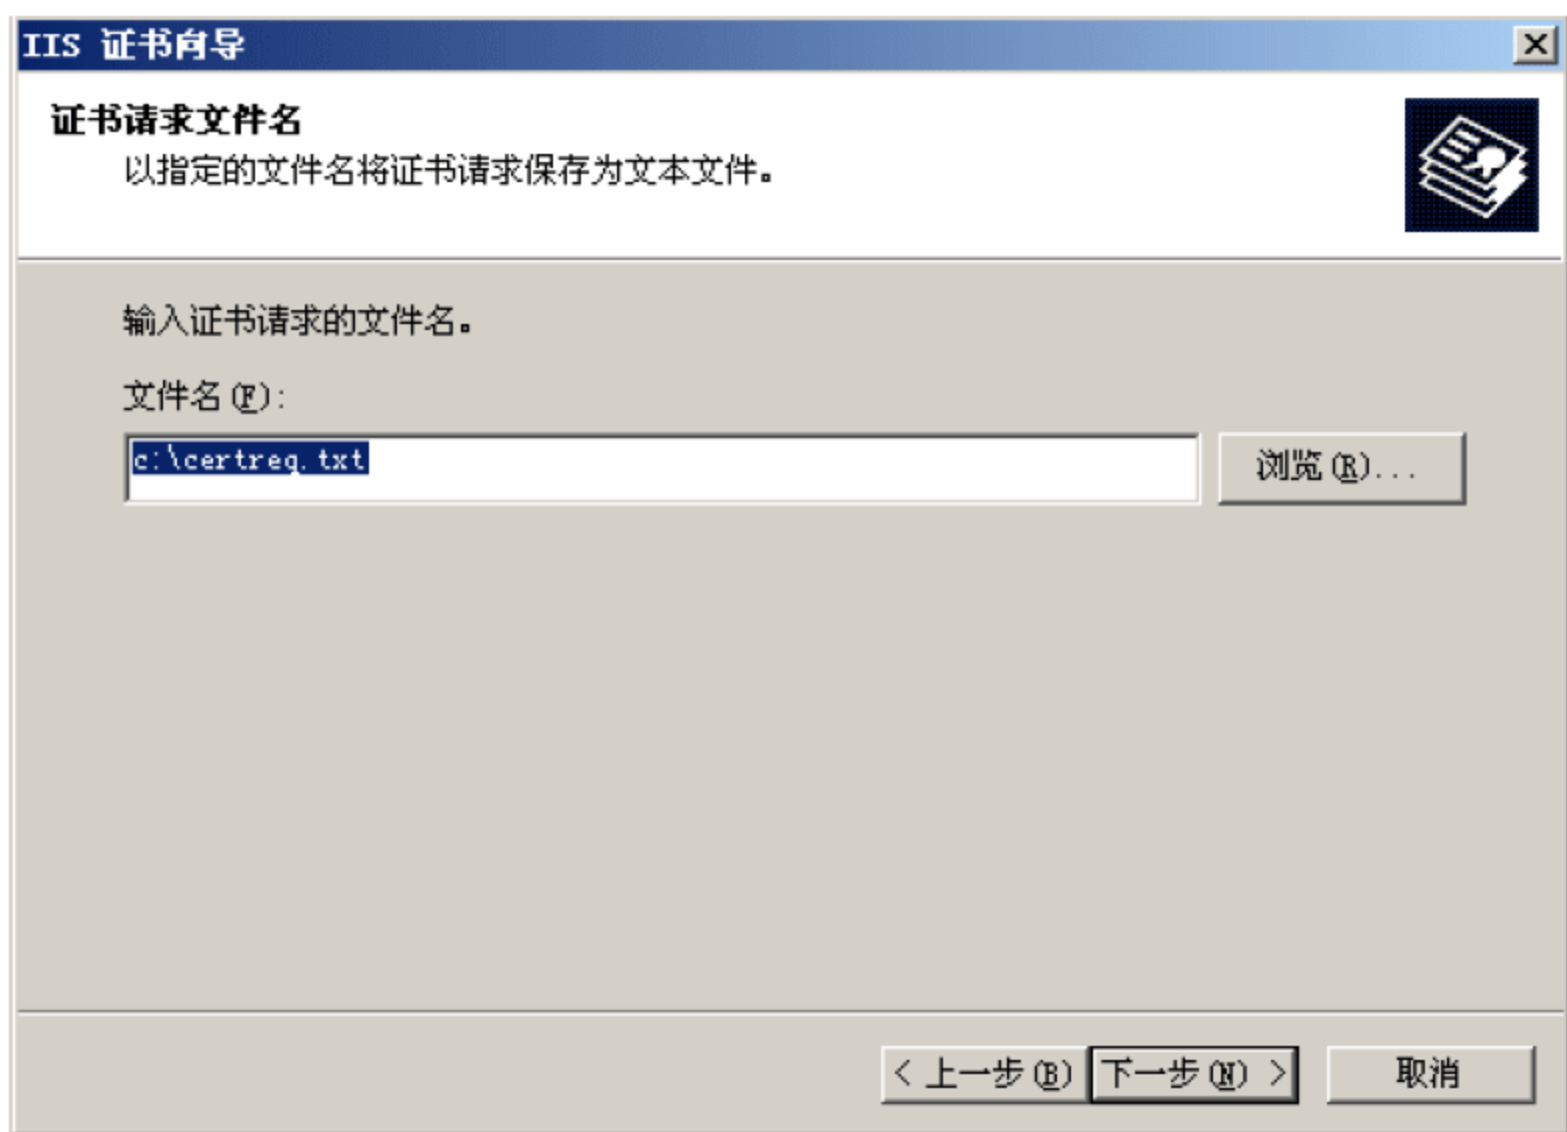 IIS 证书向导
证书请求文件名
以指定的文件名将证书请求保存为文本文件。
输入证书请求的文件名。
文件名(F):
c:\certreq.txt
浏览(R)...
< 上一步(B) 下一步(N) > 取消